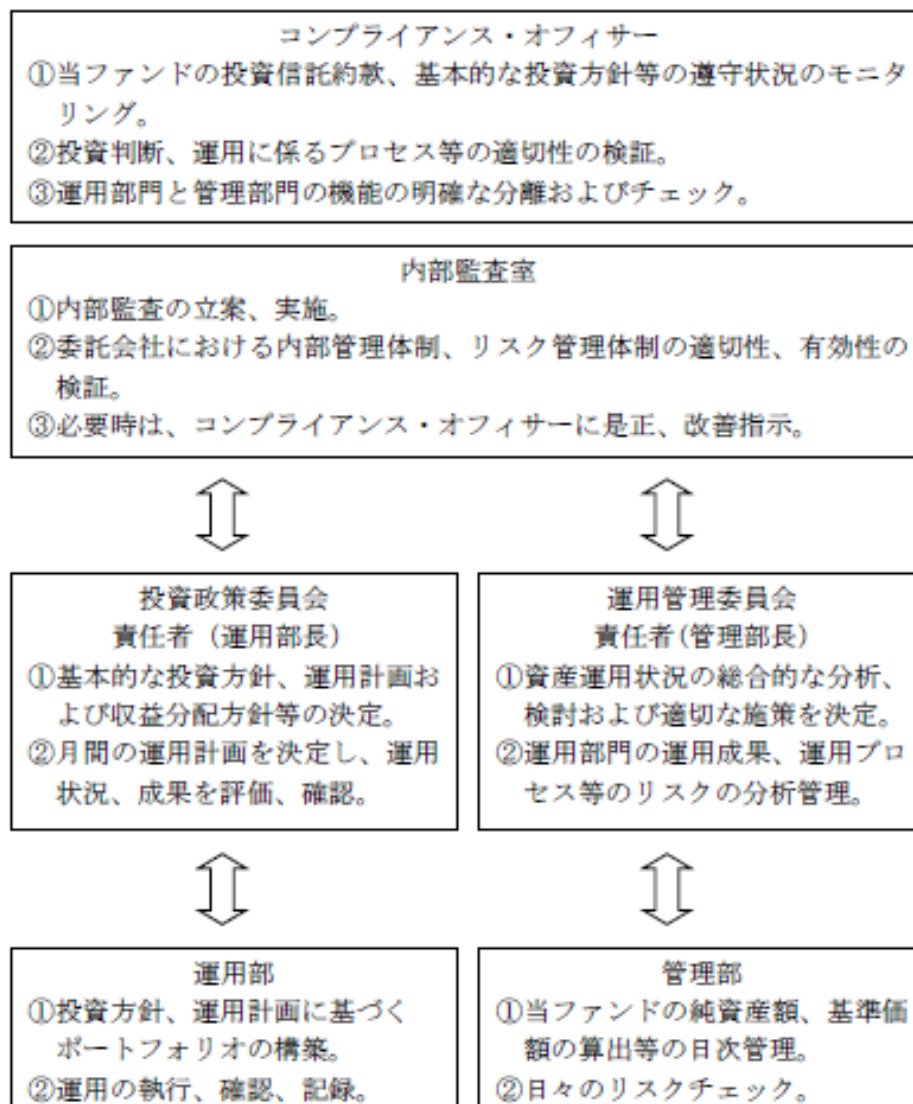 コンプライアンス・オフィサー
①当ファンドの投資信託約款、基本的な投資方針等の遵守状況のモニタ
リング。
②投資判断、運用に係るプロセス等の適切性の検証。
③運用部門と管理部門の機能の明確な分離およびチェック。
内部監査室
①内部監査の立案、実施。
②委託会社における内部管理体制、リスク管理体制の適切性、有効性の
検証。
③必要時は、コンプライアンス・オフィサーに是正、改善指示。
投資政策委員会
責任者（運用部長）
①基本的な投資方針、運用計画お
よび収益分配方針等の決定。
②月間の運用計画を決定し、運用
状況、成果を評価、確認。
運用管理委員会
責任者(管理部長)
①資産運用状況の総合的な分析、
検討および適切な施策を決定。
②運用部門の運用成果、運用プロ
セス等のリスクの分析管理。
運用部
①投資方針、運用計画に基づく
ポートフォリオの構築。
②運用の執行、確認、記録。
管理部
①当ファンドの純資産額、基準価
額の算出等の日次管理。
②日々のリスクチェック。